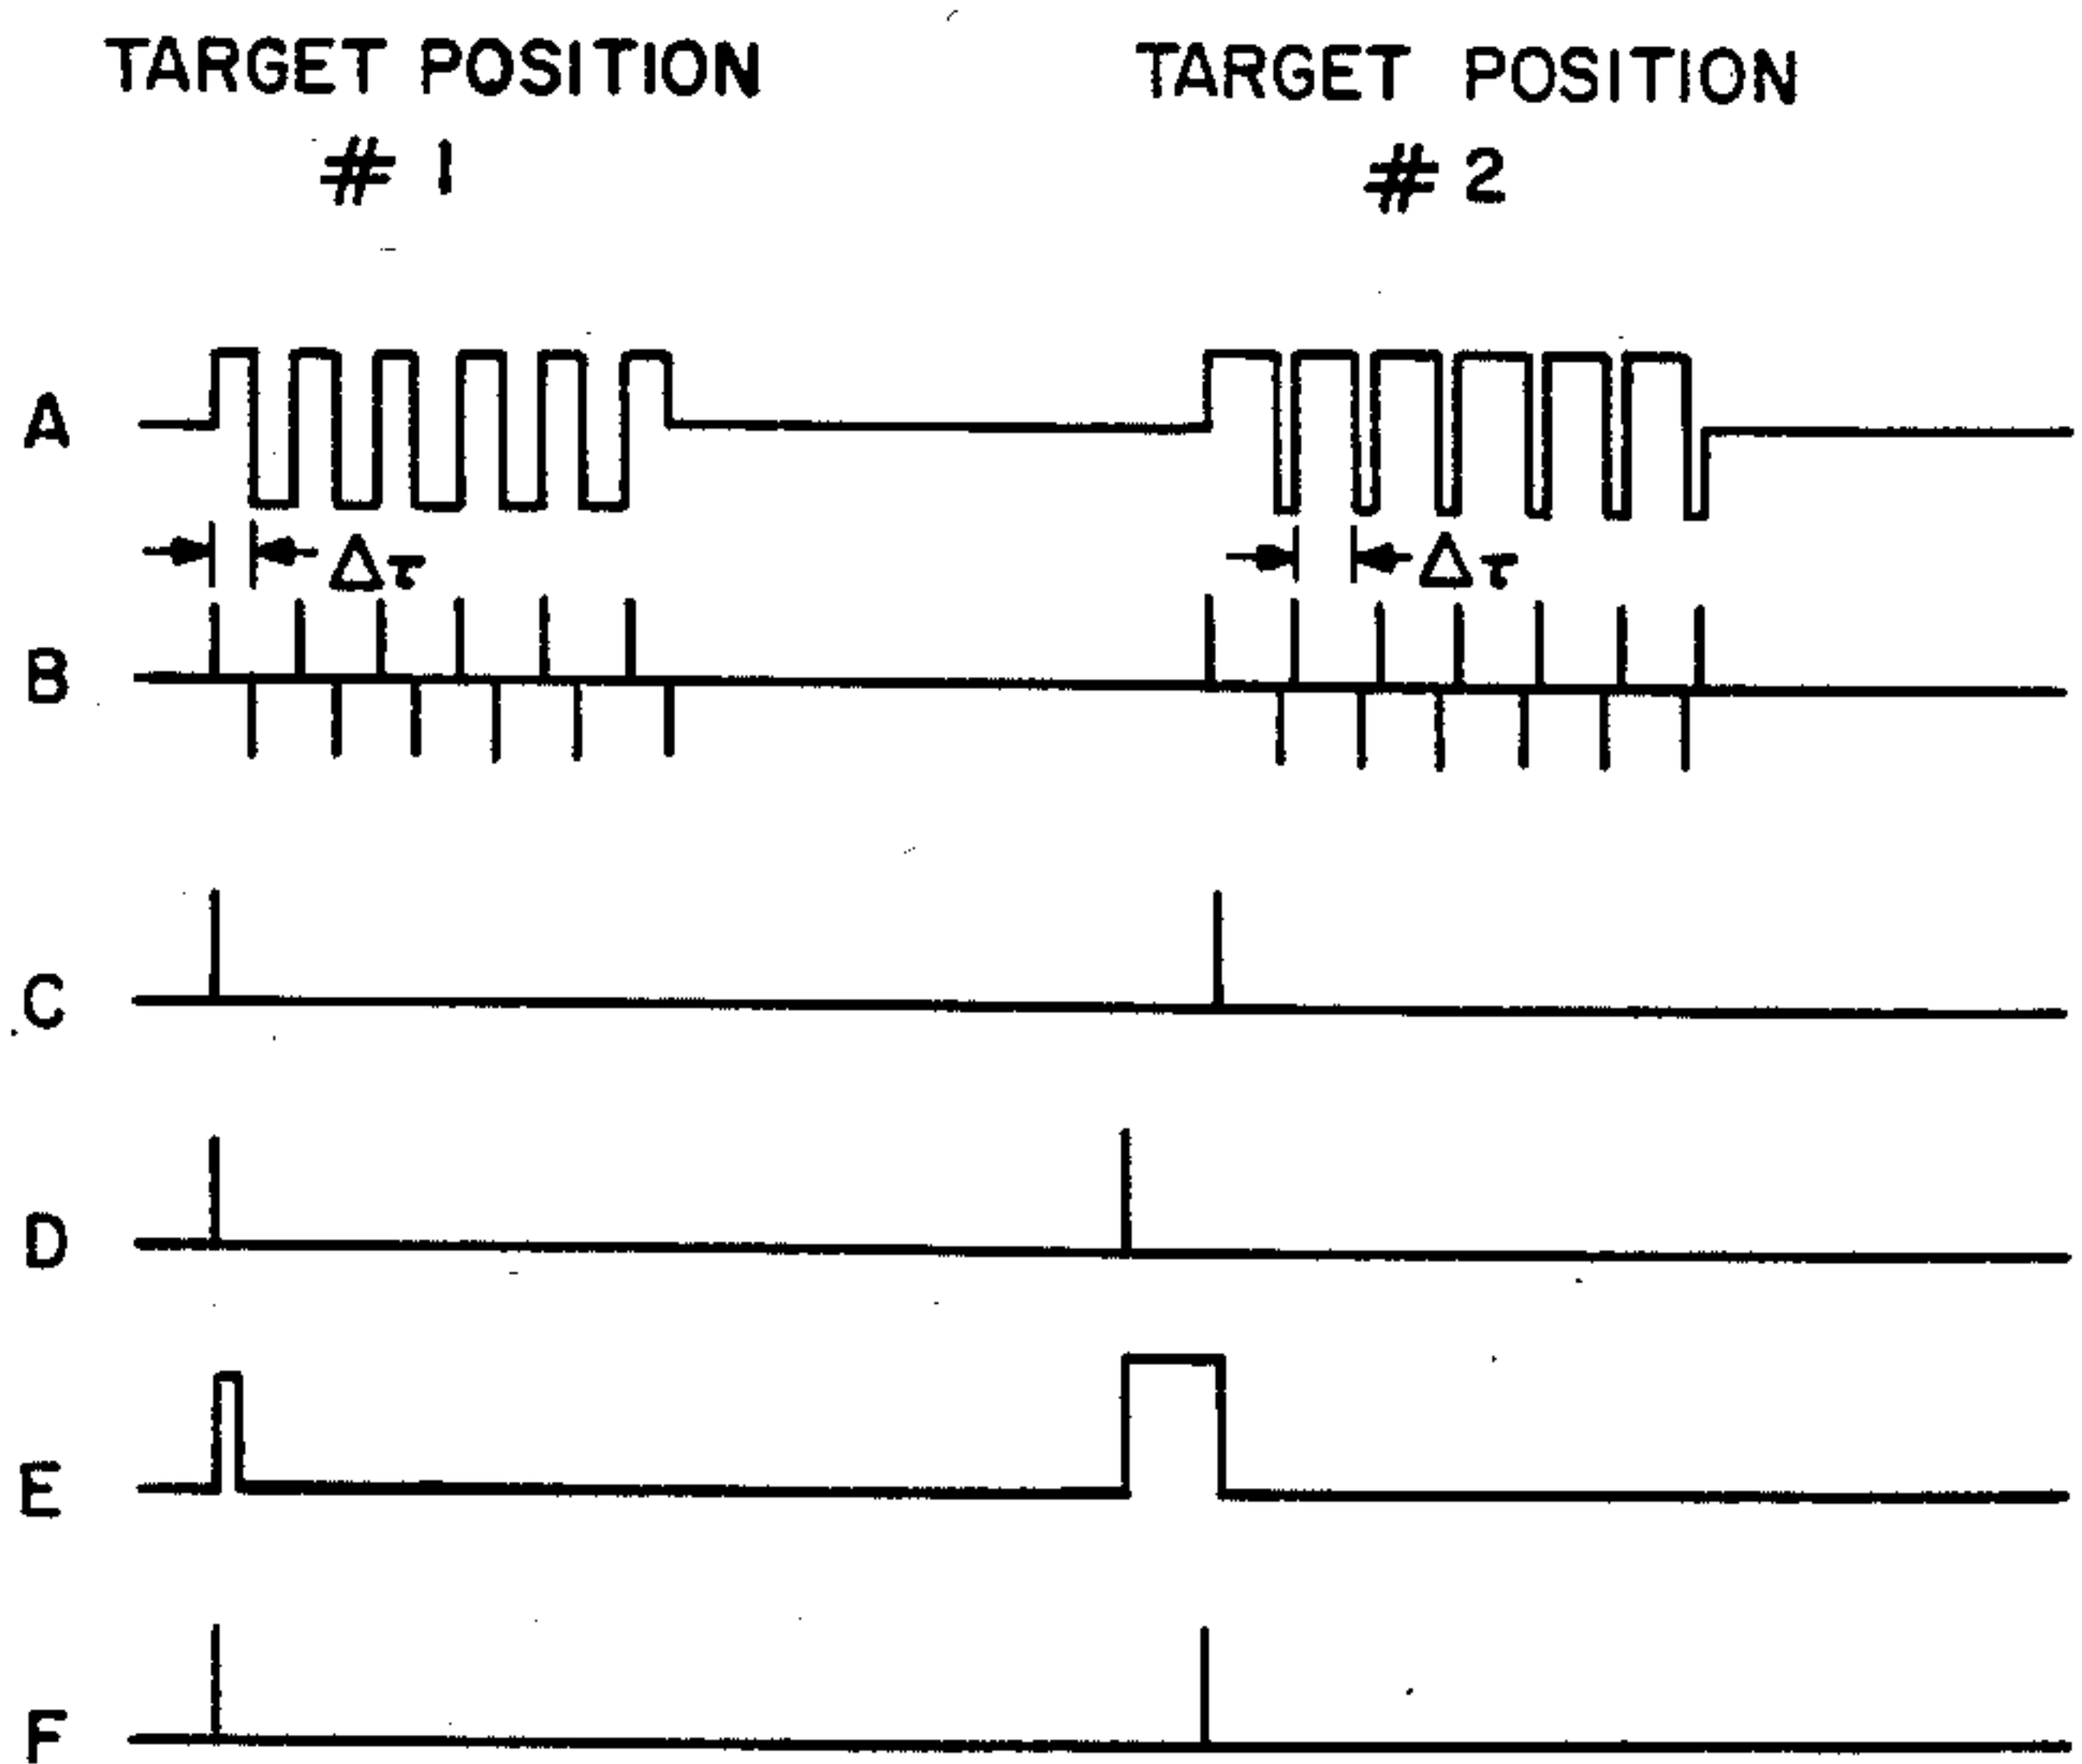 TARGET POSITION
# 1
TARGET POSITION
# 2
A
Δτ
Δτ
B
C
D
E
F